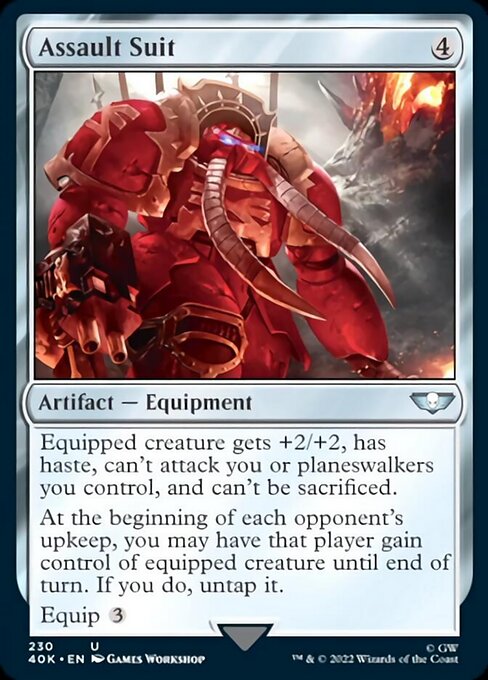 Assault Suit 4
Artifact — Equipment
Equipped creature gets +2/+2, has
haste, can't attack you or planeswalkers
you control, and can't be sacrificed.
At the beginning of each opponent's
upkeep, you may have that player gain
control of equipped creature until end of
turn. If you do, untap it.
Equip 3
230 U
40K • EN Games Workshop
© GW
™ & © 2022 Wizards of the Coast